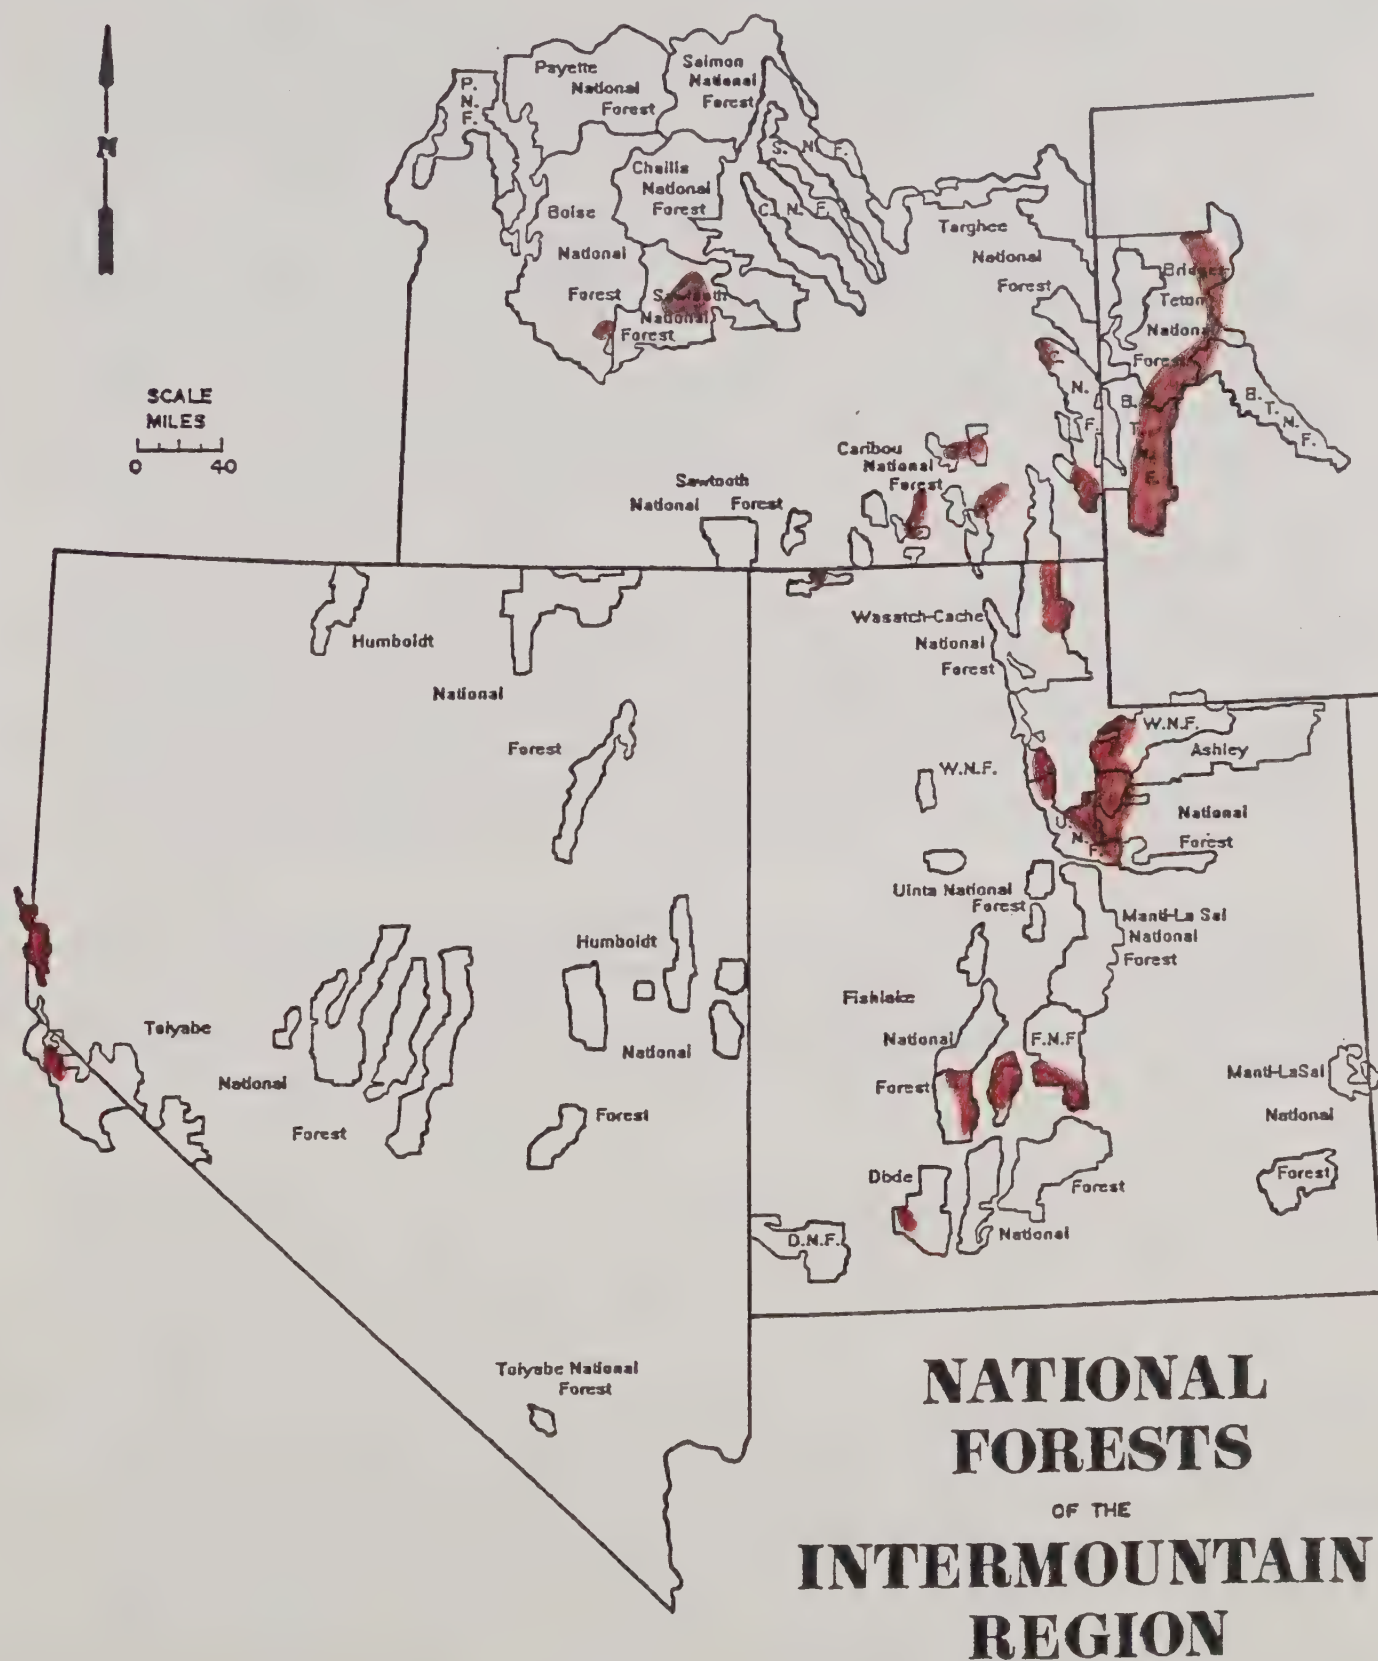 N
P.
N.
F.
Payette
National
Forest
Salmon
National
Forest
S. N. F.
Challis
National
Forest
C. N. F.
Boise
National
Forest
Sawtooth
National
Forest
Targhee
National
Forest
Bridger-
Teton
National
Forest
B.
T.
N.
F.
B.
T.
N.
F.
C.
N.
F.
SCALE
MILES
0 40
Caribou
National
Forest
Sawtooth
National Forest
Humboldt
National
Forest
Wasatch-Cache
National
Forest
W.N.F.
W.N.F.
Ashley
National
Forest
U.
N.
F.
Uinta National
Forest
Manti-La Sal
National
Forest
Humboldt
National
Forest
Toiyabe
National
Forest
Fishlake
National
Forest
F.N.F
Manti-LaSal
National
Forest
Dixie
National
Forest
D.N.F.
Toiyabe National
Forest
NATIONAL
FORESTS
OF THE
INTERMOUNTAIN
REGION